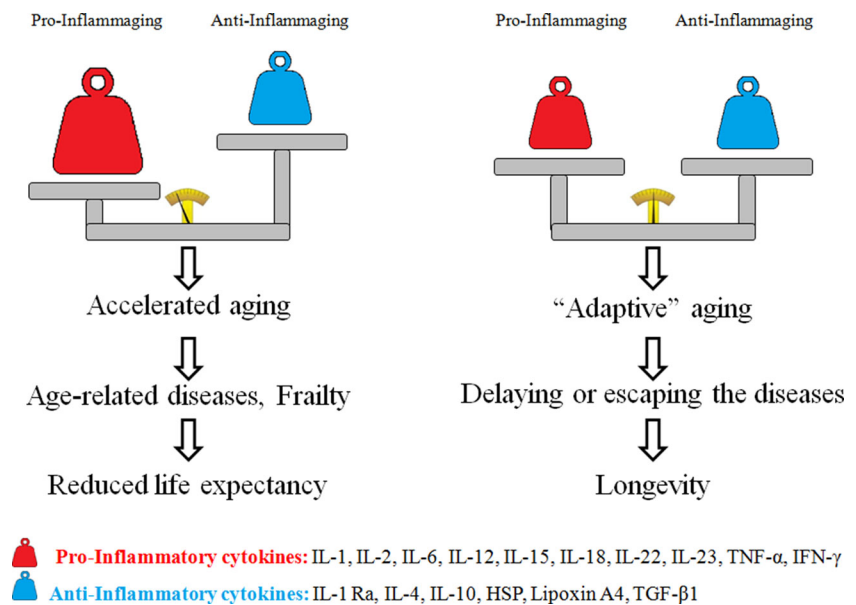 Pro-Inflammaging Anti-Inflammaging
Pro-Inflammaging Anti-Inflammaging
Accelerated aging
Age-related diseases, Frailty
Reduced life expectancy
“Adaptive” aging
Delaying or escaping the diseases
Longevity
Pro-Inflammatory cytokines: IL-1, IL-2, IL-6, IL-12, IL-15, IL-18, IL-22, IL-23, TNF-α, IFN-γ
Anti-Inflammatory cytokines: IL-1 Ra, IL-4, IL-10, HSP, Lipoxin A4, TGF-β1